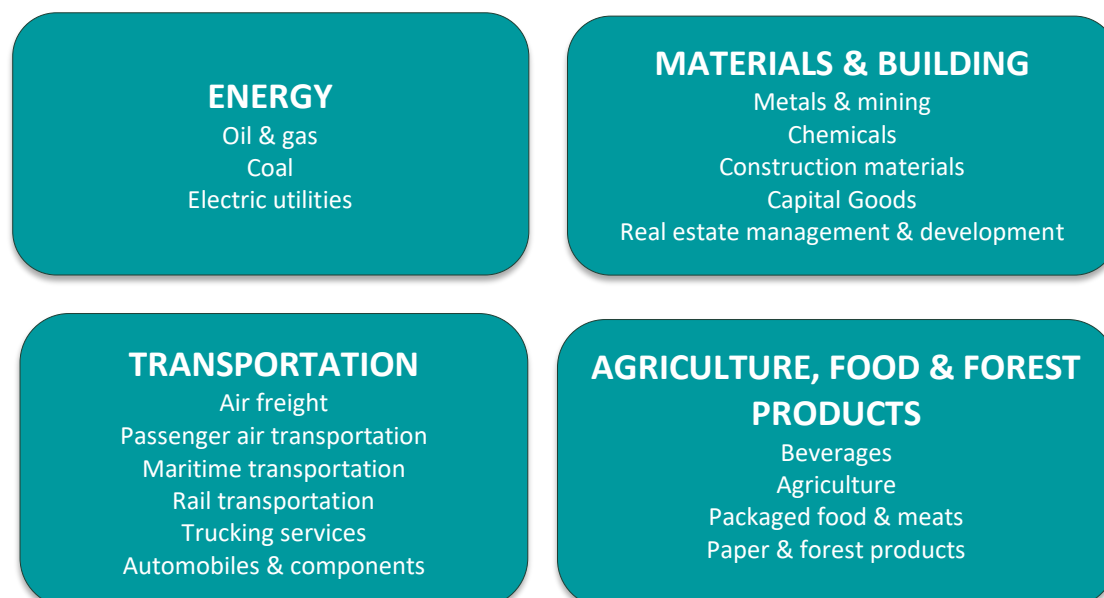 ENERGY
Oil & gas
Coal
Electric utilities
MATERIALS & BUILDING
Metals & mining
Chemicals
Construction materials
Capital Goods
Real estate management & development
TRANSPORTATION
Air freight
Passenger air transportation
Maritime transportation
Rail transportation
Trucking services
Automobiles & components
AGRICULTURE, FOOD & FOREST
PRODUCTS
Beverages
Agriculture
Packaged food & meats
Paper & forest products